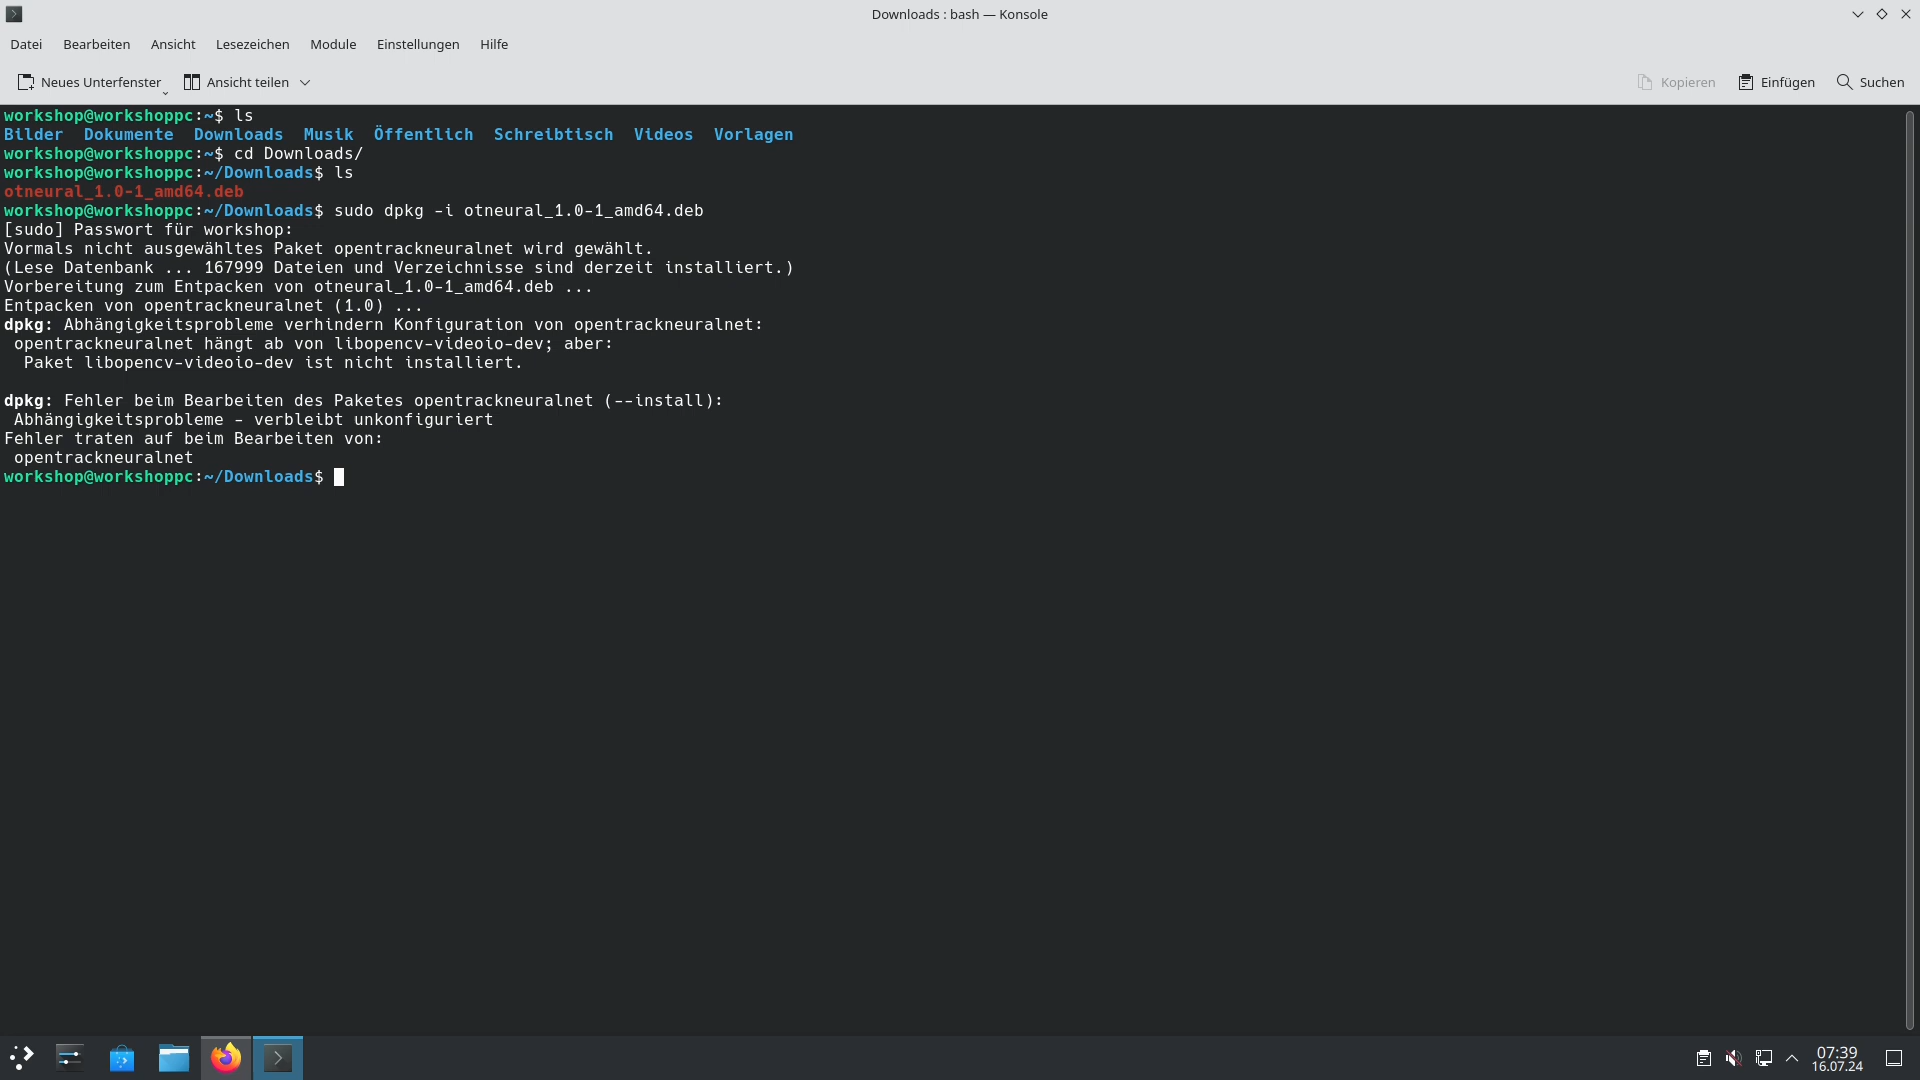 Downloads : bash — Konsole
Datei Bearbeiten Ansicht Lesezeichen Module Einstellungen Hilfe
Neues Unterfenster Ansicht teilen Kopieren Einfügen Suchen
workshop@workshoppc:~$ ls
Bilder Dokumente Downloads Musik Öffentlich Schreibtisch Videos Vorlagen
workshop@workshoppc:~$ cd Downloads/
workshop@workshoppc:~/Downloads$ ls
otneural_1.0-1_amd64.deb
workshop@workshoppc:~/Downloads$ sudo dpkg -i otneural_1.0-1_amd64.deb
[sudo] Passwort für workshop:
Vormals nicht ausgewähltes Paket opentrackneuralnet wird gewählt.
(Lese Datenbank ... 167999 Dateien und Verzeichnisse sind derzeit installiert.)
Vorbereitung zum Entpacken von otneural_1.0-1_amd64.deb ...
Entpacken von opentrackneuralnet (1.0) ...
dpkg: Abhängigkeitsprobleme verhindern Konfiguration von opentrackneuralnet:
 opentrackneuralnet hängt ab von libopencv-videoio-dev; aber:
  Paket libopencv-videoio-dev ist nicht installiert.
dpkg: Fehler beim Bearbeiten des Paketes opentrackneuralnet (--install):
 Abhängigkeitsprobleme - verbleibt unkonfiguriert
Fehler traten auf beim Bearbeiten von:
 opentrackneuralnet
workshop@workshoppc:~/Downloads$
07:39
16.07.24